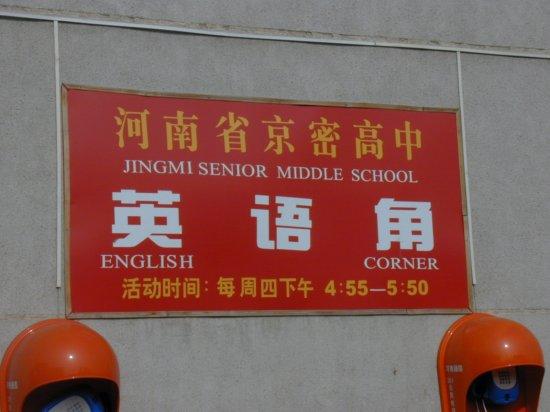 河南省京密高中
JINGMI SENIOR MIDDLE SCHOOL
英语角
ENGLISH CORNER
活动时间:每周四下午 4:55—5:50